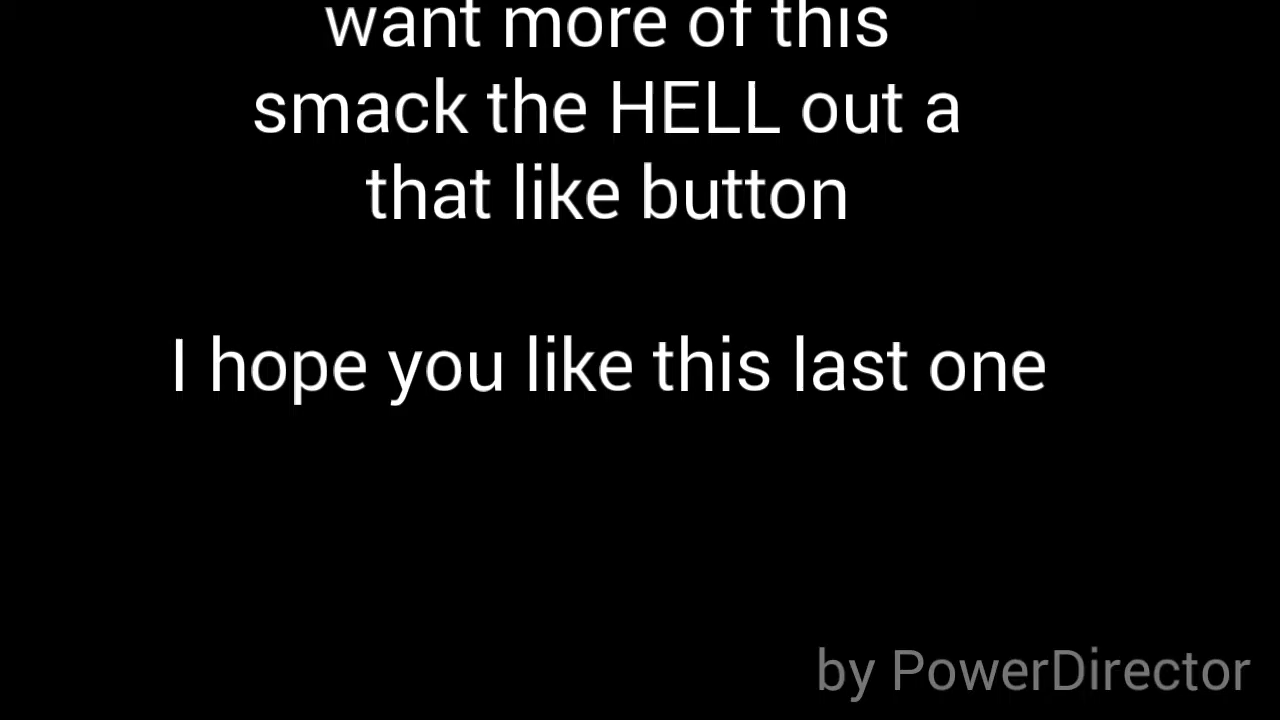 want more of this
smack the HELL out a
that like button
I hope you like this last one
by PowerDirector